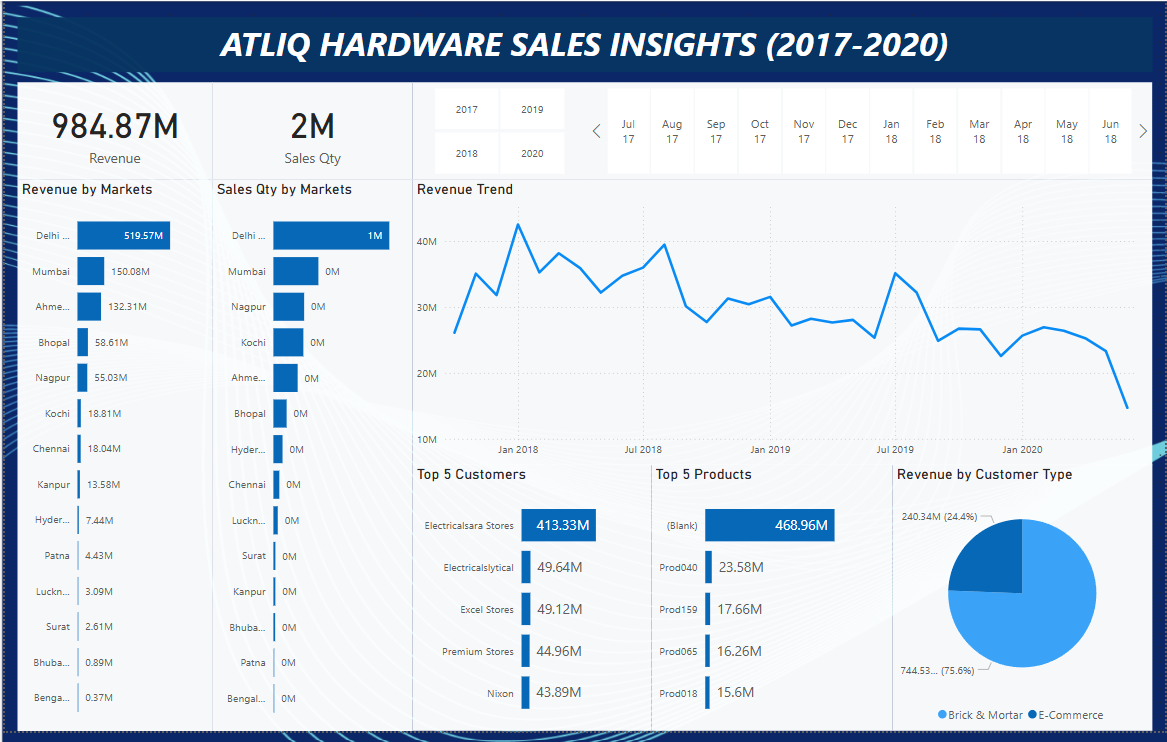 ATLIQ HARDWARE SALES INSIGHTS (2017-2020)
984.87M
Revenue
2M
Sales Qty
2017
2019
2018
2020
Jul 17
Aug 17
Sep 17
Oct 17
Nov 17
Dec 17
Jan 18
Feb 18
Mar 18
Apr 18
May 18
Jun 18
Revenue by Markets
Delhi ... 519.57M
Mumbai 150.08M
Ahme... 132.31M
Bhopal 58.61M
Nagpur 55.03M
Kochi 18.81M
Chennai 18.04M
Kanpur 13.58M
Hyder... 7.44M
Patna 4.43M
Luckn... 3.09M
Surat 2.61M
Bhuba... 0.89M
Benga... 0.37M
Sales Qty by Markets
Delhi ... 1M
Mumbai 0M
Nagpur 0M
Kochi 0M
Ahme... 0M
Bhopal 0M
Hyder... 0M
Chennai 0M
Luckn... 0M
Surat 0M
Kanpur 0M
Bhuba... 0M
Patna 0M
Bengal... 0M
Revenue Trend
40M
30M
20M
10M
Jan 2018 Jul 2018 Jan 2019 Jul 2019 Jan 2020
Top 5 Customers
Electricalsara Stores 413.33M
Electricalslytical 49.64M
Excel Stores 49.12M
Premium Stores 44.96M
Nixon 43.89M
Top 5 Products
(Blank) 468.96M
Prod040 23.58M
Prod159 17.66M
Prod065 16.26M
Prod018 15.6M
Revenue by Customer Type
240.34M (24.4%)
744.53... (75.6%)
Brick & Mortar E-Commerce